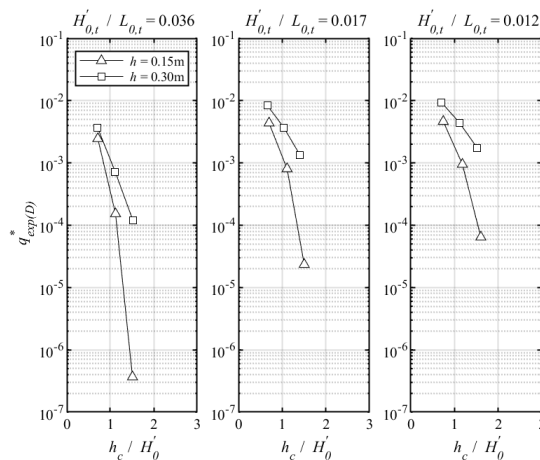 H′0,t / L0,t = 0.036
H′0,t / L0,t = 0.017
H′0,t / L0,t = 0.012
q*exp(D)
h = 0.15m
h = 0.30m
10-1
10-2
10-3
10-4
10-5
10-6
10-7
0 1 2 3
hc / H′0
10-1
10-2
10-3
10-4
10-5
10-6
10-7
0 1 2 3
hc / H′0
10-1
10-2
10-3
10-4
10-5
10-6
10-7
0 1 2 3
hc / H′0